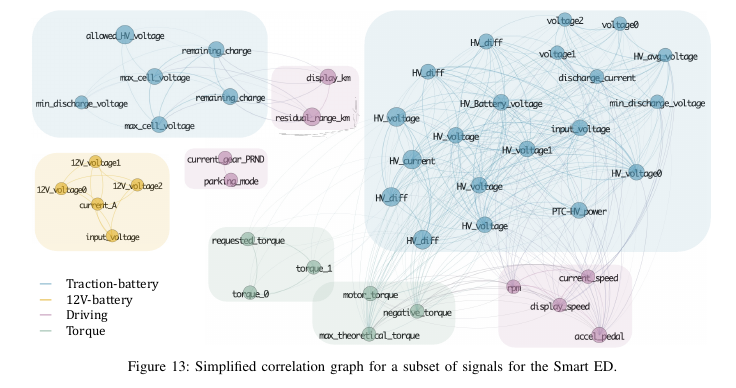 allowed_HV_voltage
remaining_charge
max_cell_voltage
min_discharge_voltage
remaining_charge
max_cell_voltage
display_km
residual_range_km
voltage2
voltage0
HV_diff
voltage1
HV_avg_voltage
HV_diff
discharge_current
HV_Battery_voltage
min_discharge_voltage
HV_voltage
input_voltage
HV_voltage
HV_voltage1
HV_current
HV_voltage0
HV_voltage
HV_diff
PTC-HV_power
HV_voltage
HV_diff
current_gear_PRND
parking_mode
12V_voltage1
12V_voltage0
12V_voltage2
current_A
input_voltage
requested_torque
torque_1
torque_0
motor_torque
negative_torque
max_theoretical_torque
current_speed
rpm
display_speed
accel_pedal
Traction-battery
12V-battery
Driving
Torque
Figure 13: Simplified correlation graph for a subset of signals for the Smart ED.